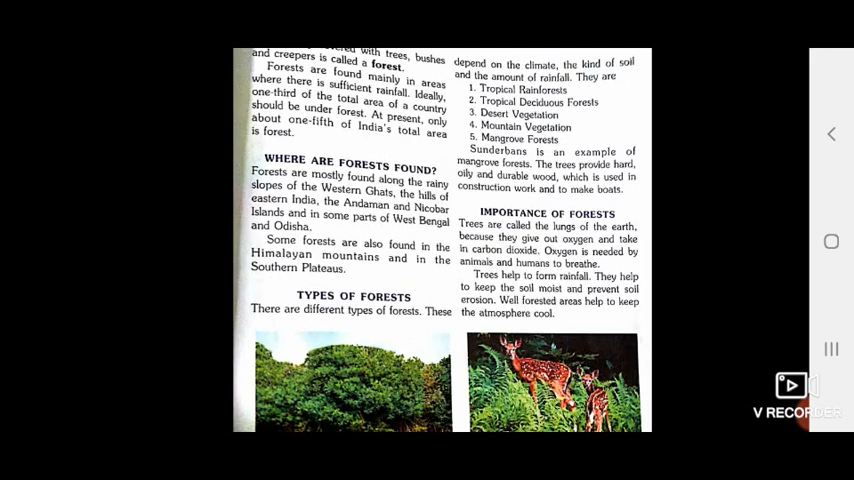 with trees, bushes
and creepers is called a forest.
Forests are found mainly in areas
where there is sufficient rainfall. Ideally,
one-third of the total area of a country
should be under forest. At present, only
about one-fifth of India's total area
is forest.
WHERE ARE FORESTS FOUND?
Forests are mostly found along the rainy
slopes of the Western Ghats, the hills of
eastern India, the Andaman and Nicobar
Islands and in some parts of West Bengal
and Odisha.
Some forests are also found in the
Himalayan mountains and in the
Southern Plateaus.
TYPES OF FORESTS
There are different types of forests. These
depend on the climate, the kind of soil
and the amount of rainfall. They are
1. Tropical Rainforests
2. Tropical Deciduous Forests
3. Desert Vegetation
4. Mountain Vegetation
5. Mangrove Forests
Sunderbans is an example of
mangrove forests. The trees provide hard,
oily and durable wood, which is used in
construction work and to make boats.
IMPORTANCE OF FORESTS
Trees are called the lungs of the earth,
because they give out oxygen and take
in carbon dioxide. Oxygen is needed by
animals and humans to breathe.
Trees help to form rainfall. They help
to keep the soil moist and prevent soil
erosion. Well forested areas help to keep
the atmosphere cool.
V RECORDER